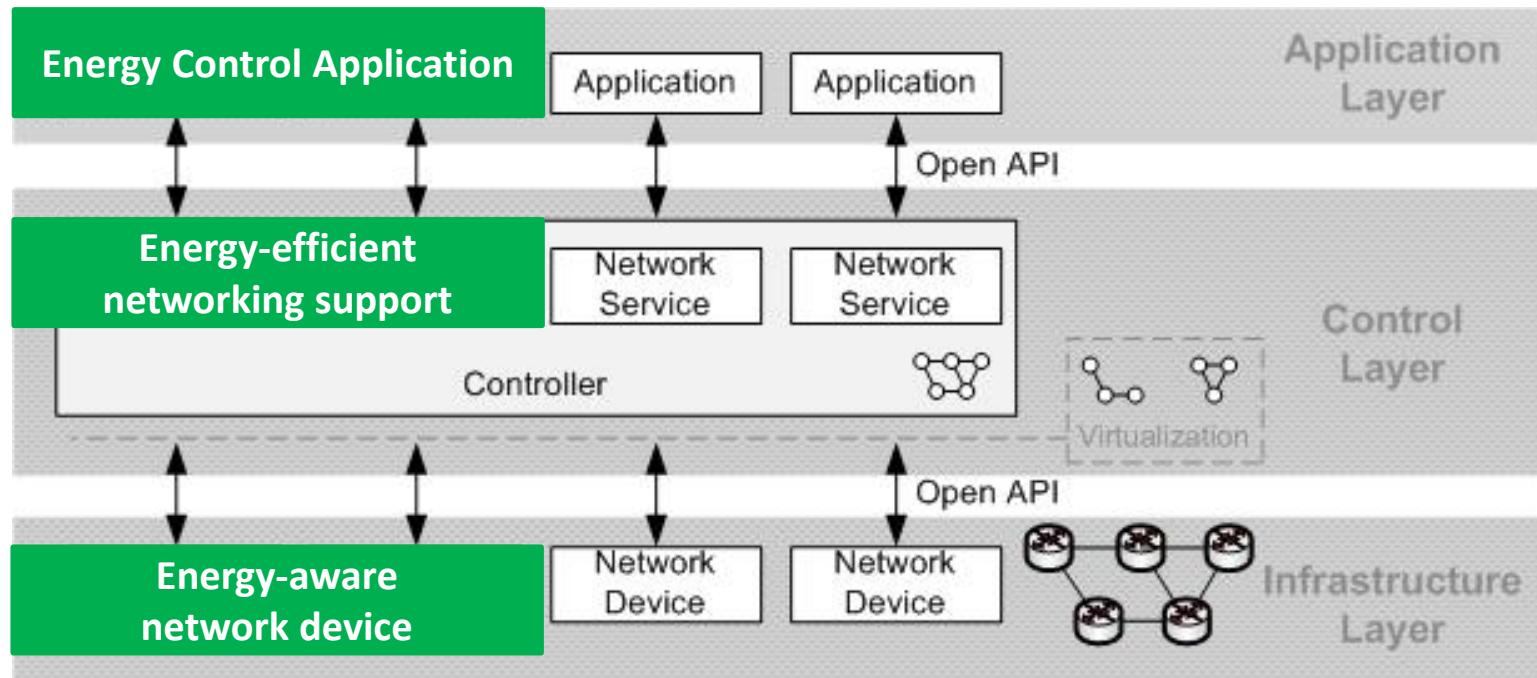 Energy Control Application
Application
Application
Application
Layer
Open API
Energy-efficient
networking support
Network
Service
Network
Service
Control
Layer
Controller
Virtualization
Open API
Energy-aware
network device
Network
Device
Network
Device
Infrastructure
Layer